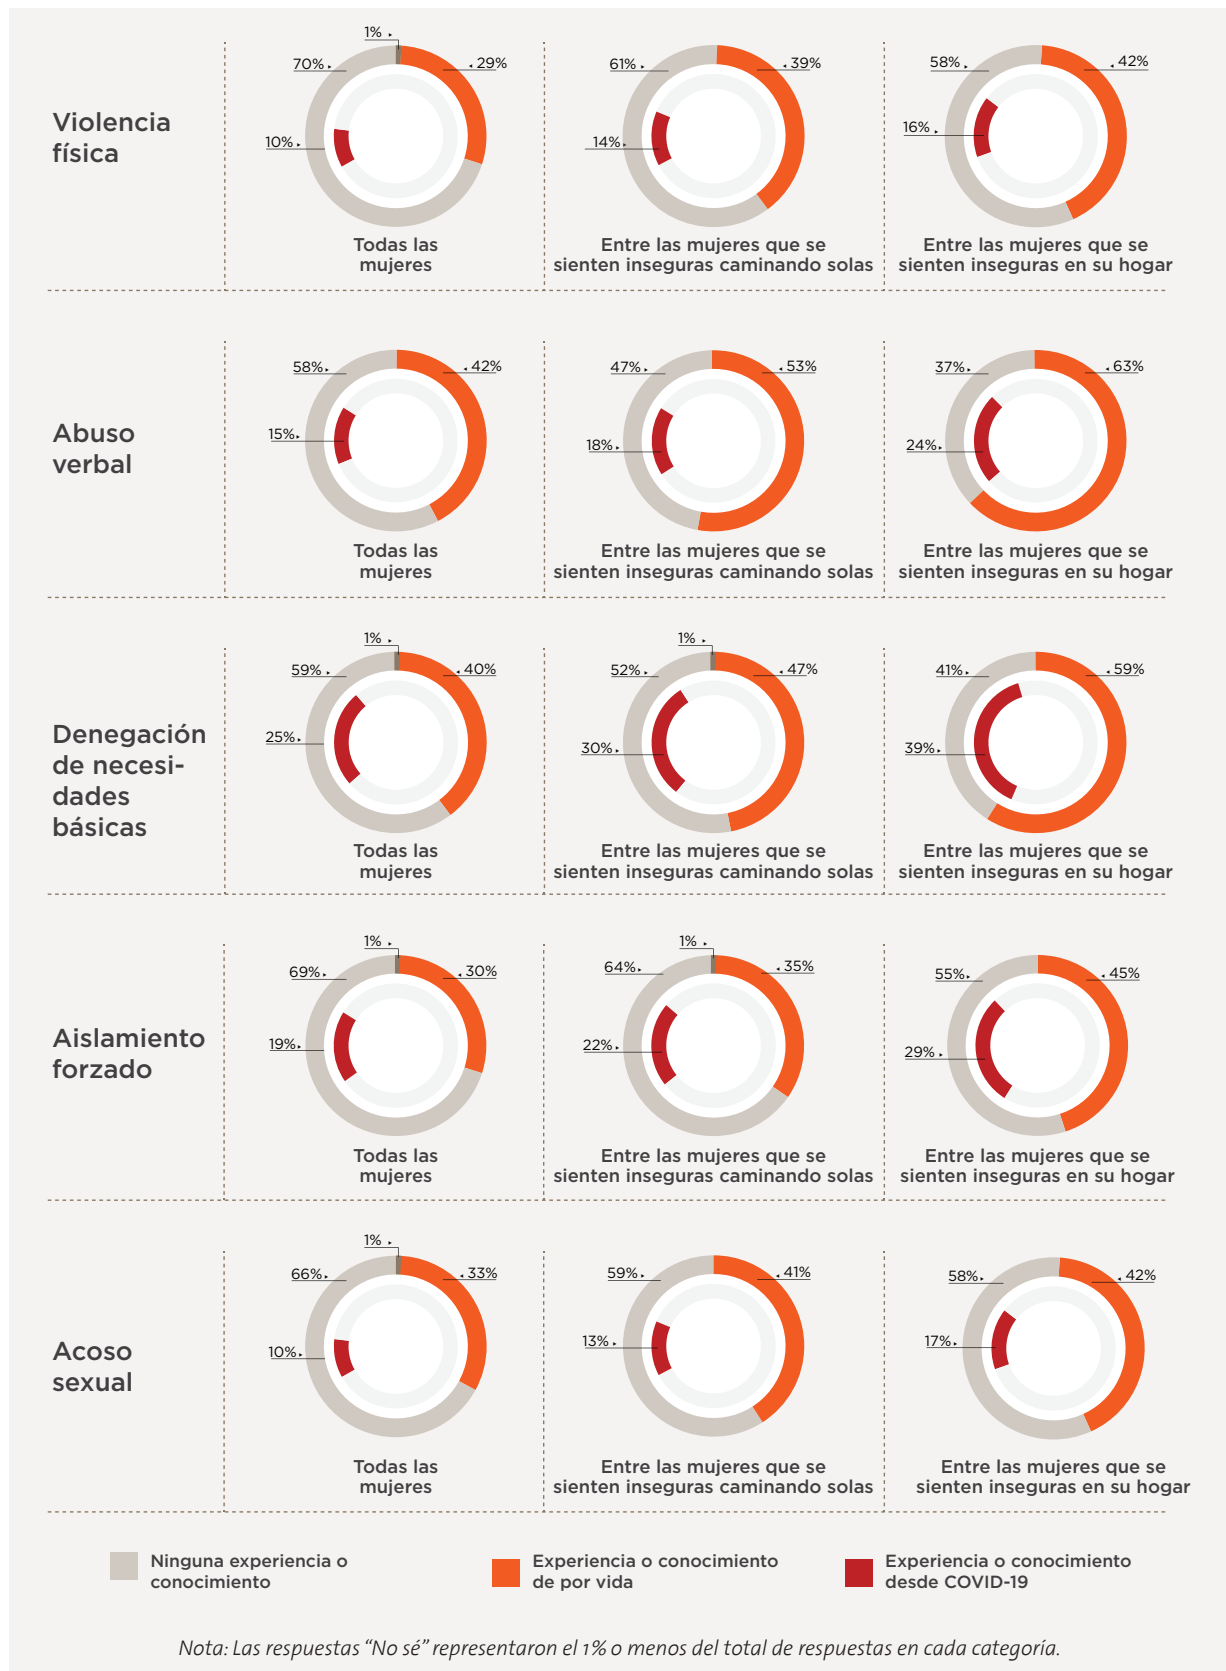 1%
70%
29%
10%
61%
39%
14%
58%
42%
16%
Violencia
física
Todas las
mujeres
Entre las mujeres que se
sienten inseguras caminando solas
Entre las mujeres que se
sienten inseguras en su hogar
58%
42%
15%
47%
53%
18%
37%
63%
24%
Abuso
verbal
Todas las
mujeres
Entre las mujeres que se
sienten inseguras caminando solas
Entre las mujeres que se
sienten inseguras en su hogar
1%
59%
40%
25%
1%
52%
47%
30%
41%
59%
39%
Denegación
de necesi-
dades
básicas
Todas las
mujeres
Entre las mujeres que se
sienten inseguras caminando solas
Entre las mujeres que se
sienten inseguras en su hogar
1%
69%
30%
19%
1%
64%
35%
22%
55%
45%
29%
Aislamiento
forzado
Todas las
mujeres
Entre las mujeres que se
sienten inseguras caminando solas
Entre las mujeres que se
sienten inseguras en su hogar
1%
66%
33%
10%
59%
41%
13%
58%
42%
17%
Acoso
sexual
Todas las
mujeres
Entre las mujeres que se
sienten inseguras caminando solas
Entre las mujeres que se
sienten inseguras en su hogar
Ninguna experiencia o
conocimiento
Experiencia o conocimiento
de por vida
Experiencia o conocimiento
desde COVID-19
Nota: Las respuestas “No sé” representaron el 1% o menos del total de respuestas en cada categoría.